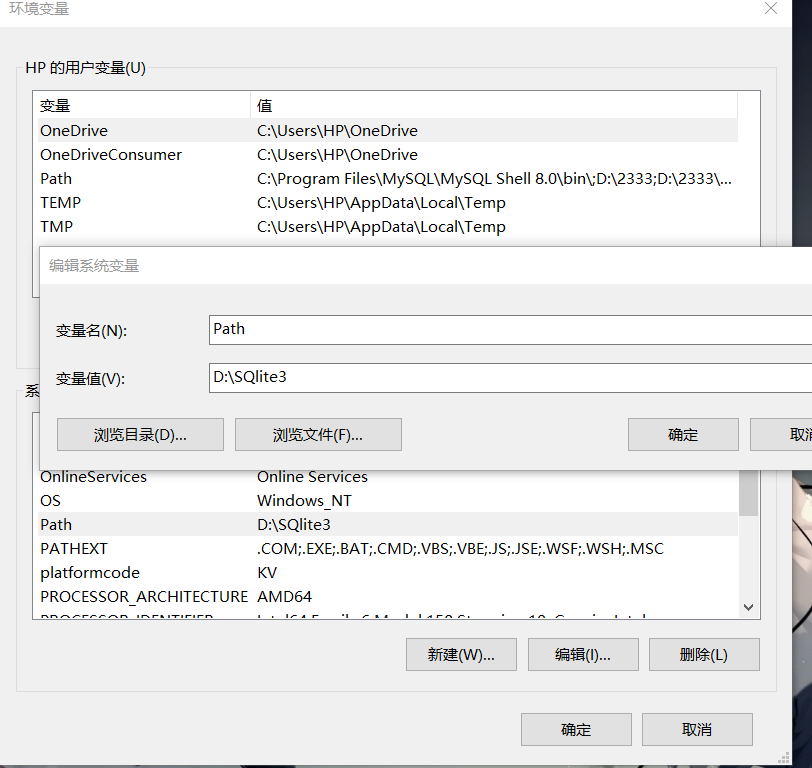 环境变量
HP 的用户变量(U)
变量 值
OneDrive C:\Users\HP\OneDrive
OneDriveConsumer C:\Users\HP\OneDrive
Path C:\Program Files\MySQL\MySQL Shell 8.0\bin\;D:\2333;D:\2333\...
TEMP C:\Users\HP\AppData\Local\Temp
TMP C:\Users\HP\AppData\Local\Temp
编辑系统变量
变量名(N): Path
变量值(V): D:\SQlite3
系
浏览目录(D)... 浏览文件(F)... 确定 取消
OnlineServices Online Services
OS Windows_NT
Path D:\SQlite3
PATHEXT .COM;.EXE;.BAT;.CMD;.VBS;.VBE;.JS;.JSE;.WSF;.WSH;.MSC
platformcode KV
PROCESSOR_ARCHITECTURE AMD64
新建(W)... 编辑(I)... 删除(L)
确定 取消